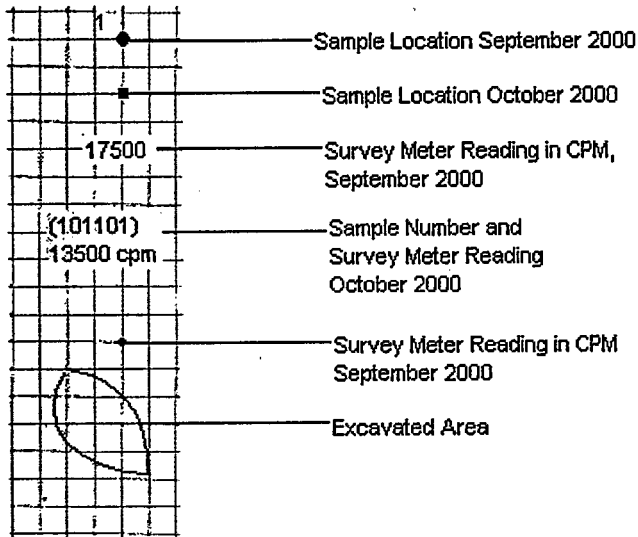 1
Sample Location September 2000
Sample Location October 2000
17500
Survey Meter Reading in CPM,
September 2000
(101101)
13500 cpm
Sample Number and
Survey Meter Reading
October 2000
Survey Meter Reading in CPM
September 2000
Excavated Area